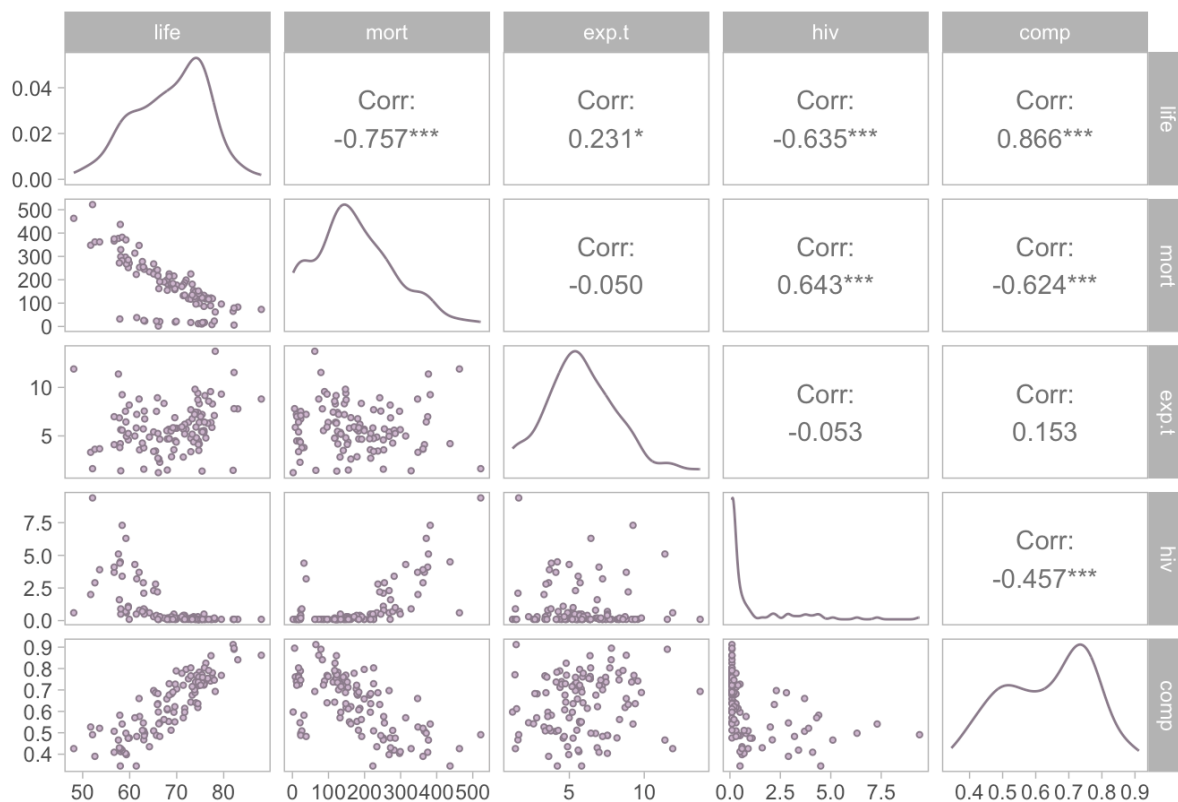 life mort exp.t hiv comp
0.04
0.02
0.00
Corr:
-0.757***
Corr:
0.231*
Corr:
-0.635***
Corr:
0.866***
life
500
400
300
200
100
0
Corr:
-0.050
Corr:
0.643***
Corr:
-0.624***
mort
10
5
Corr:
-0.053
Corr:
0.153
exp.t
7.5
5.0
2.5
0.0
Corr:
-0.457***
hiv
0.9
0.8
0.7
0.6
0.5
0.4
comp
50 60 70 80
0 100 200 300 400 500
5 10
0.0 2.5 5.0 7.5
0.4 0.5 0.6 0.7 0.8 0.9